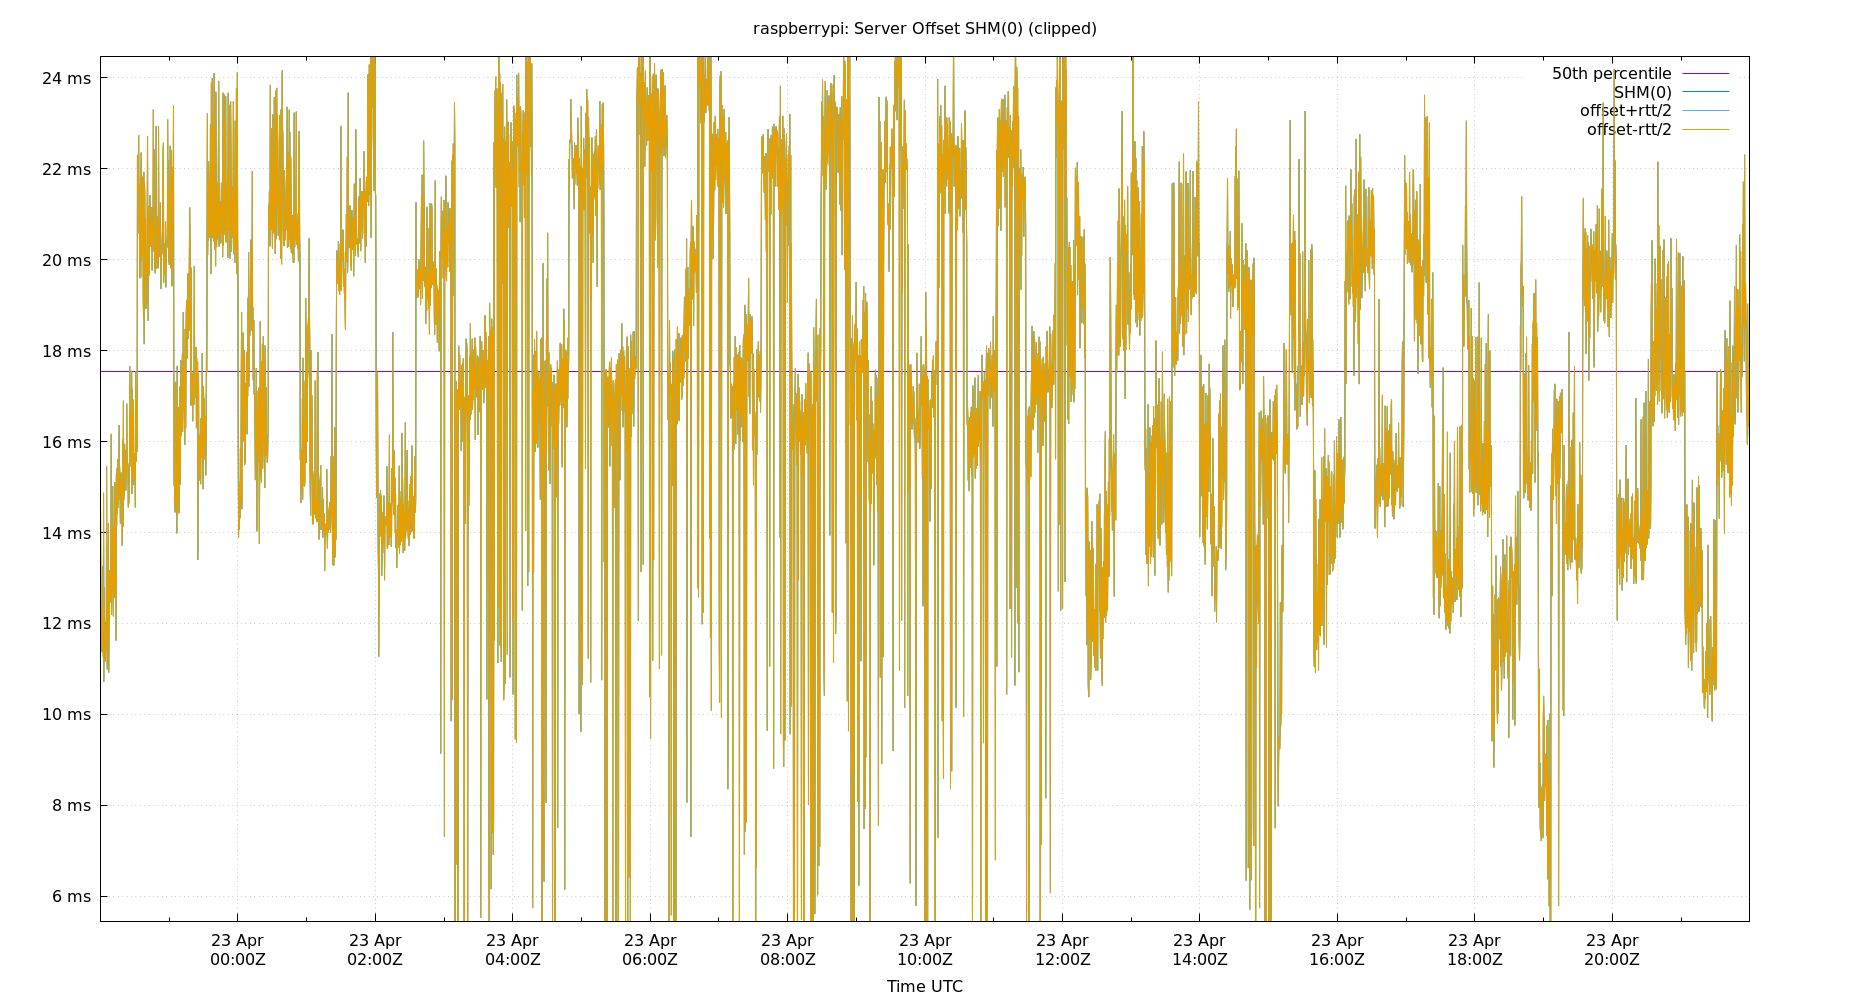 raspberrypi: Server Offset SHM(0) (clipped)
50th percentile
SHM(0)
offset+rtt/2
offset-rtt/2
24 ms
22 ms
20 ms
18 ms
16 ms
14 ms
12 ms
10 ms
8 ms
6 ms
23 Apr 23 Apr 23 Apr 23 Apr 23 Apr 23 Apr 23 Apr 23 Apr 23 Apr 23 Apr 23 Apr
00:00Z 02:00Z 04:00Z 06:00Z 08:00Z 10:00Z 12:00Z 14:00Z 16:00Z 18:00Z 20:00Z
Time UTC